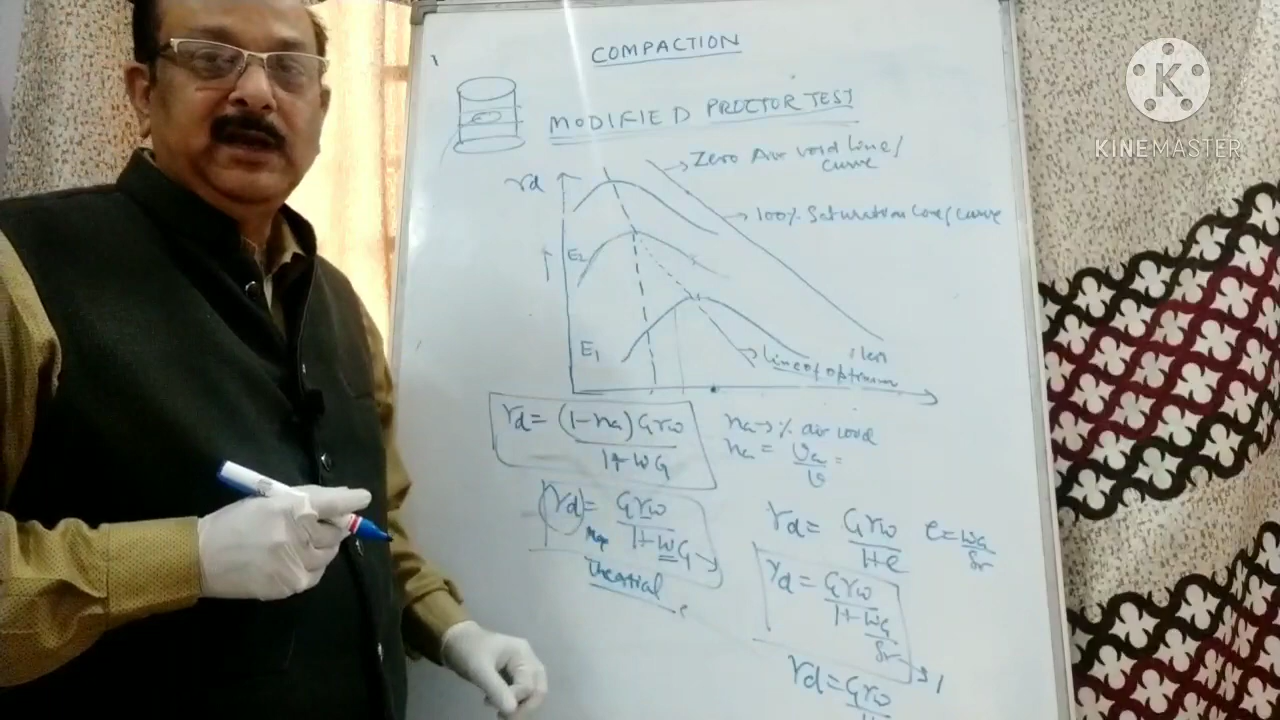 COMPACTION
MODIFIED PROCTOR TEST
K
KINEMASTER
Zero Air void line/
curve
γd
100% Saturation line/curve
E2
E1
line of optimum
γd = (1-na)Gγw
1+wG
na → % air void
na = Va =
V
γd = Gγw
1+wG
Max
γd = Gγw
1+e
e = wG
Sr
γd = Gγw
1+wG
Sr → 1
γd = Gγw